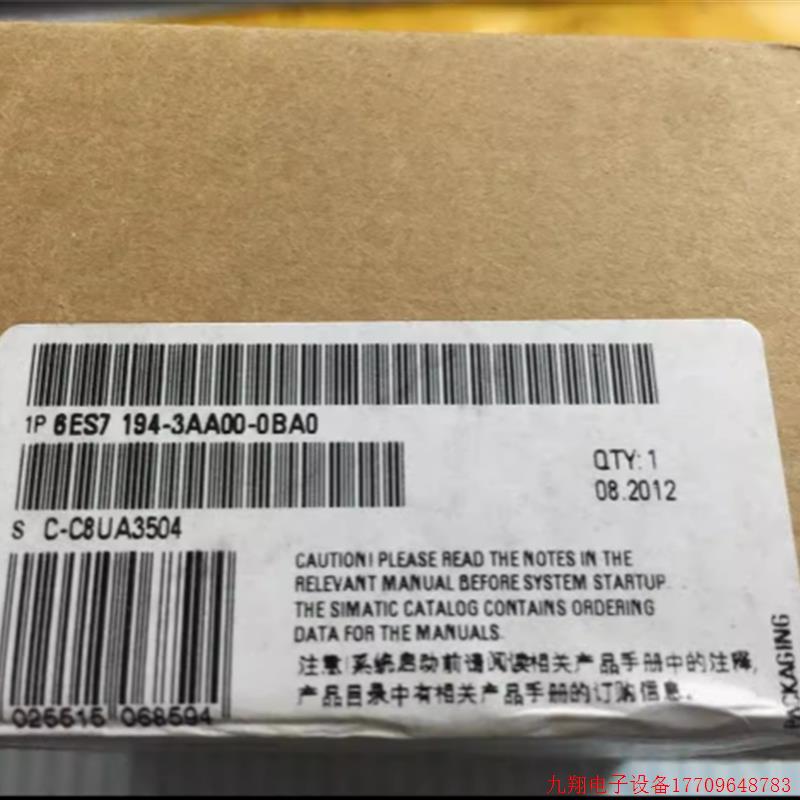 1P 6ES7 194-3AA00-0BA0
QTY: 1
08.2012
S C-C8UA3504
CAUTION! PLEASE READ THE NOTES IN THE
RELEVANT MANUAL BEFORE SYSTEM STARTUP.
THE SIMATIC CATALOG CONTAINS ORDERING
DATA FOR THE MANUALS.
注意!系统启动前请阅读相关产品手册中的注释,
产品目录中有相关产品手册的订购信息.
025515 068594
PACKAGING
九翔电子设备17709648783